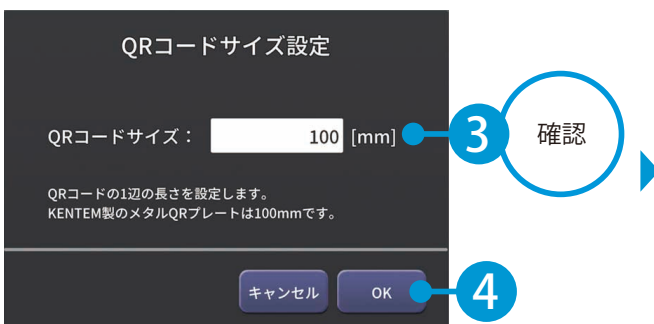 QRコードサイズ設定
QRコードサイズ： 100 [mm] 3 確認
QRコードの1辺の長さを設定します。
KENTEM製のメタルQRプレートは100mmです。
キャンセル OK 4